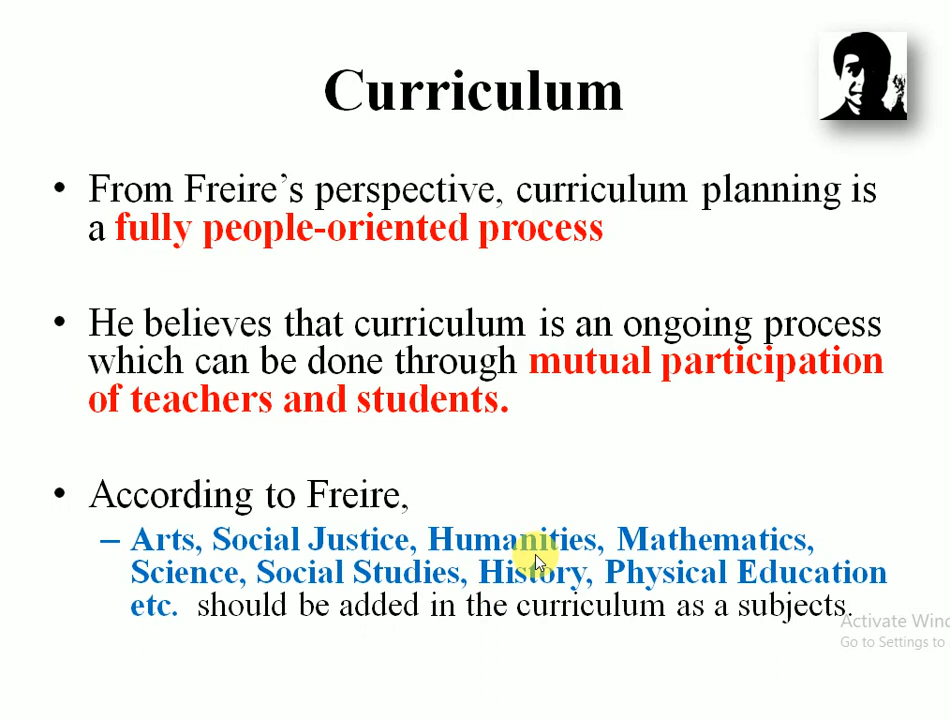 Curriculum
• From Freire's perspective, curriculum planning is
a fully people-oriented process
• He believes that curriculum is an ongoing process
which can be done through mutual participation
of teachers and students.
• According to Freire,
– Arts, Social Justice, Humanities, Mathematics,
Science, Social Studies, History, Physical Education
etc. should be added in the curriculum as a subjects.
Activate Wind
Go to Settings to